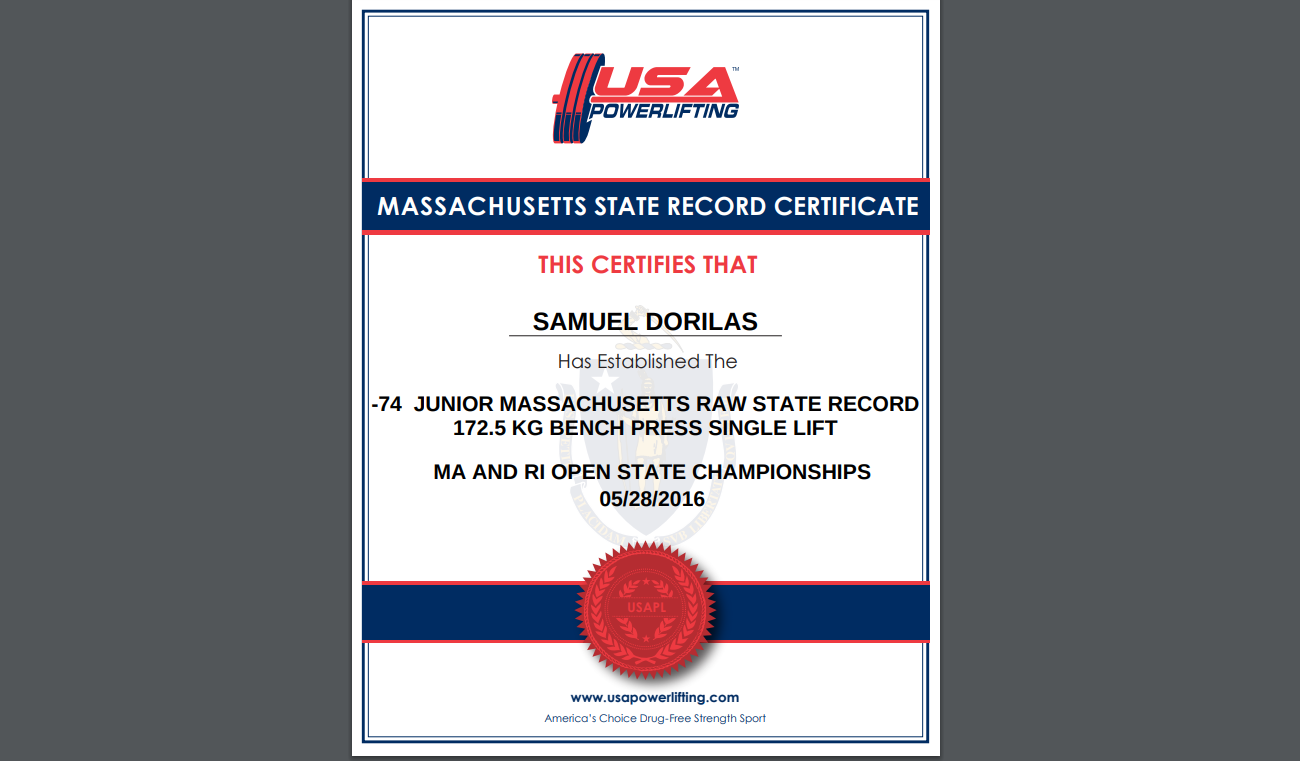 USA™
POWERLIFTING
MASSACHUSETTS STATE RECORD CERTIFICATE
THIS CERTIFIES THAT
SAMUEL DORILAS
Has Established The
-74 JUNIOR MASSACHUSETTS RAW STATE RECORD
172.5 KG BENCH PRESS SINGLE LIFT
MA AND RI OPEN STATE CHAMPIONSHIPS
05/28/2016
USAPL
www.usapowerlifting.com
America's Choice Drug-Free Strength Sport